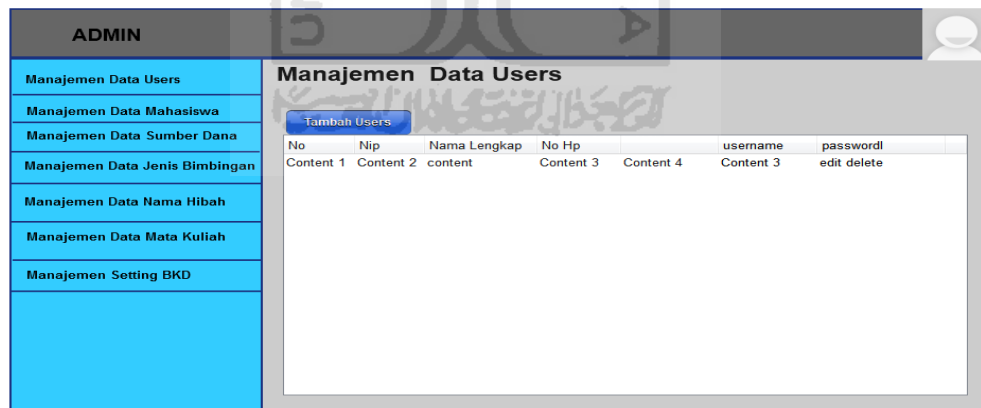 ADMIN
Manajemen Data Users
Manajemen Data Mahasiswa
Manajemen Data Sumber Dana
Manajemen Data Jenis Bimbingan
Manajemen Data Nama Hibah
Manajemen Data Mata Kuliah
Manajemen Setting BKD
Manajemen Data Users
Tambah Users
No Nip Nama Lengkap No Hp username passwordl
Content 1 Content 2 content Content 3 Content 4 Content 3 edit delete